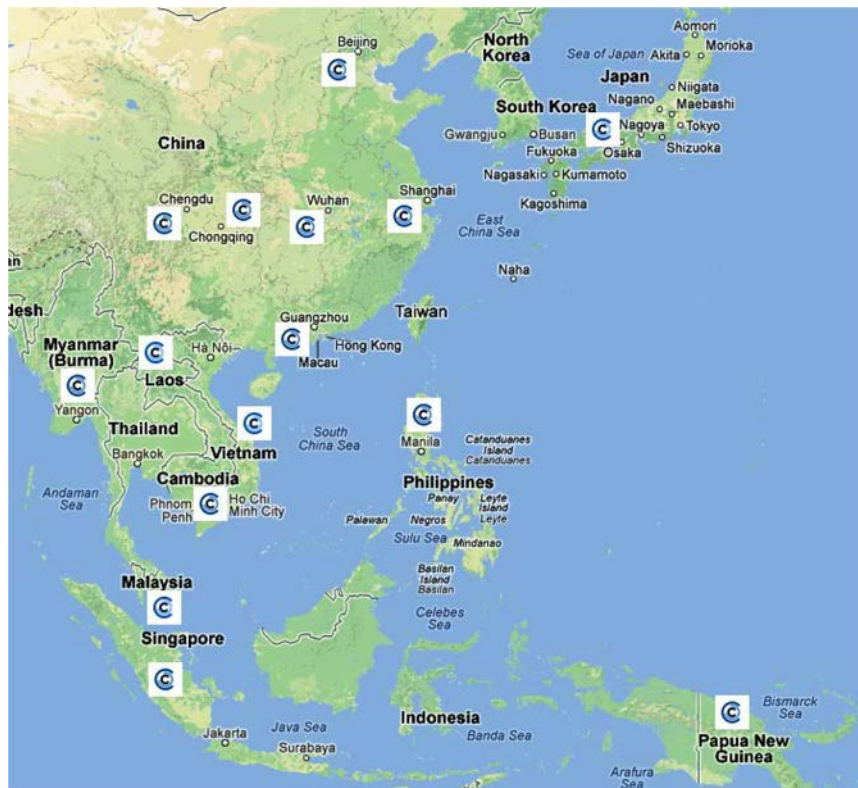 Aomori
Beijing
North
Korea
Sea of Japan
Akita
Morioka
Japan
Niigata
South Korea
Nagano
Maebashi
China
Gwangju
Busan
Nagoya
Tokyo
Osaka
Shizuoka
Fukuoka
Nagasaki
Kumamoto
Chengdu
Wuhan
Shanghai
Kagoshima
Chongqing
East
China Sea
an
Naha
desh
Taiwan
Guangzhou
Myanmar
(Burma)
Hà Nội
Hong Kong
Macau
Laos
Yangon
Thailand
South
China Sea
Manila
Catanduanes
Island
Catanduanes
Vietnam
Bangkok
Cambodia
Philippines
Andaman
Sea
Phnom
Penh
Ho Chi
Minh City
Panay
Leyte
Island
Leyte
Palawan
Negros
Sulu Sea
Mindanao
Basilan
Island
Basilan
Malaysia
Celebes
Sea
Singapore
Bismarck
Sea
Indonesia
Java Sea
Jakarta
Banda Sea
Surabaya
Papua New
Guinea
Arafura
Sea